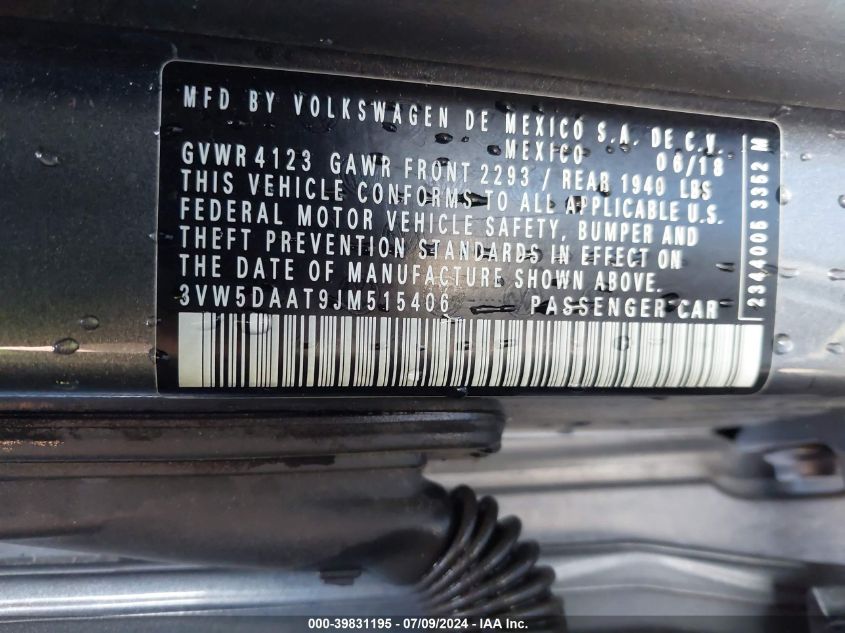 MFD BY VOLKSWAGEN DE MEXICO S.A. DE C.V.
MEXICO 06/18
GVWR 4123 GAWR FRONT 2293 / REAR 1940 LBS
THIS VEHICLE CONFORMS TO ALL APPLICABLE U.S.
FEDERAL MOTOR VEHICLE SAFETY, BUMPER AND
THEFT PREVENTION STANDARDS IN EFFECT ON
THE DATE OF MANUFACTURE SHOWN ABOVE.
3VW5DAAT9JM515406 PASSENGER CAR
2344006 3352 M
000-39831195 - 07/09/2024 - IAA Inc.